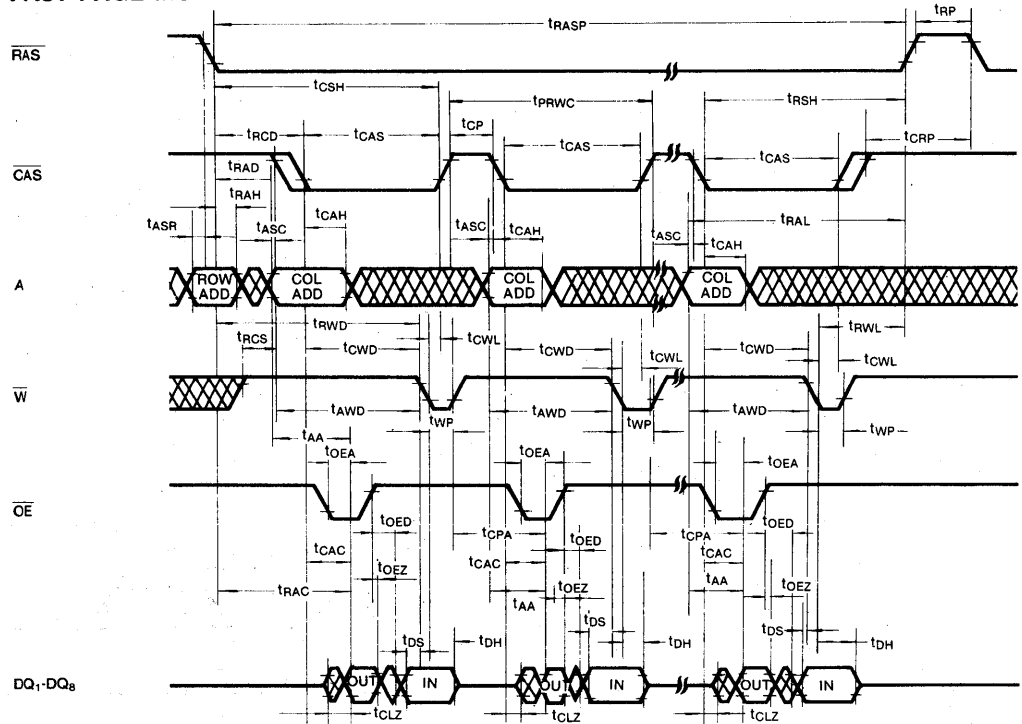 tRASP
tRP
RAS
tCSH
tPRWC
tRSH
tRCD
tCAS
tCP
tCAS
tCAS
tCRP
CAS
tRAD
tRAH
tASR
tASC
tCAH
tASC
tCAH
tRAL
tASC
tCAH
A
ROW ADD
COL ADD
COL ADD
COL ADD
tRWD
tRWL
tRCS
tCWD
tCWL
tCWD
tCWL
tCWD
tCWL
W
tAWD
tAWD
tAWD
tAA
tWP
tWP
tWP
tOEA
tOEA
tOEA
OE
tOED
tCPA
tOED
tCPA
tOED
tCAC
tOEZ
tCAC
tOEZ
tCAC
tOEZ
tRAC
tAA
tAA
tDS
tDH
tDS
tDH
tDS
tDH
DQ1-DQ8
OUT
IN
OUT
IN
OUT
IN
tCLZ
tCLZ
tCLZ